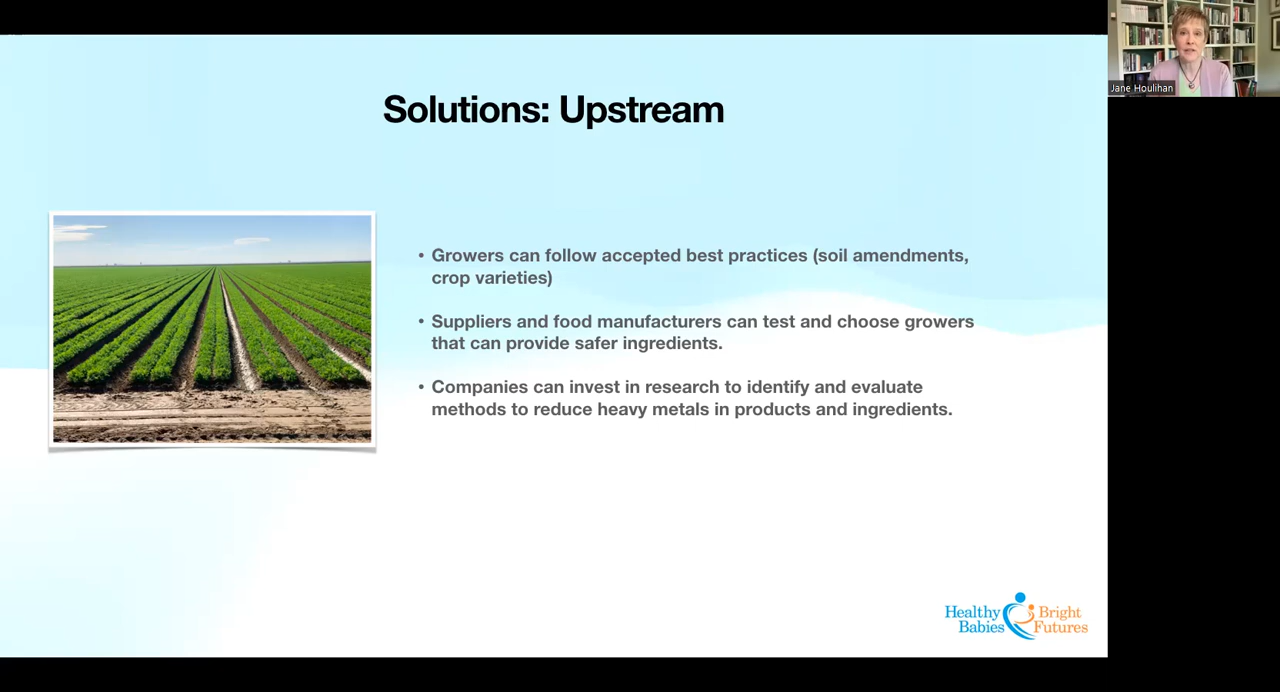 Solutions: Upstream
• Growers can follow accepted best practices (soil amendments,
crop varieties)
• Suppliers and food manufacturers can test and choose growers
that can provide safer ingredients.
• Companies can invest in research to identify and evaluate
methods to reduce heavy metals in products and ingredients.
Healthy Bright
Babies Futures
Jane Houlihan